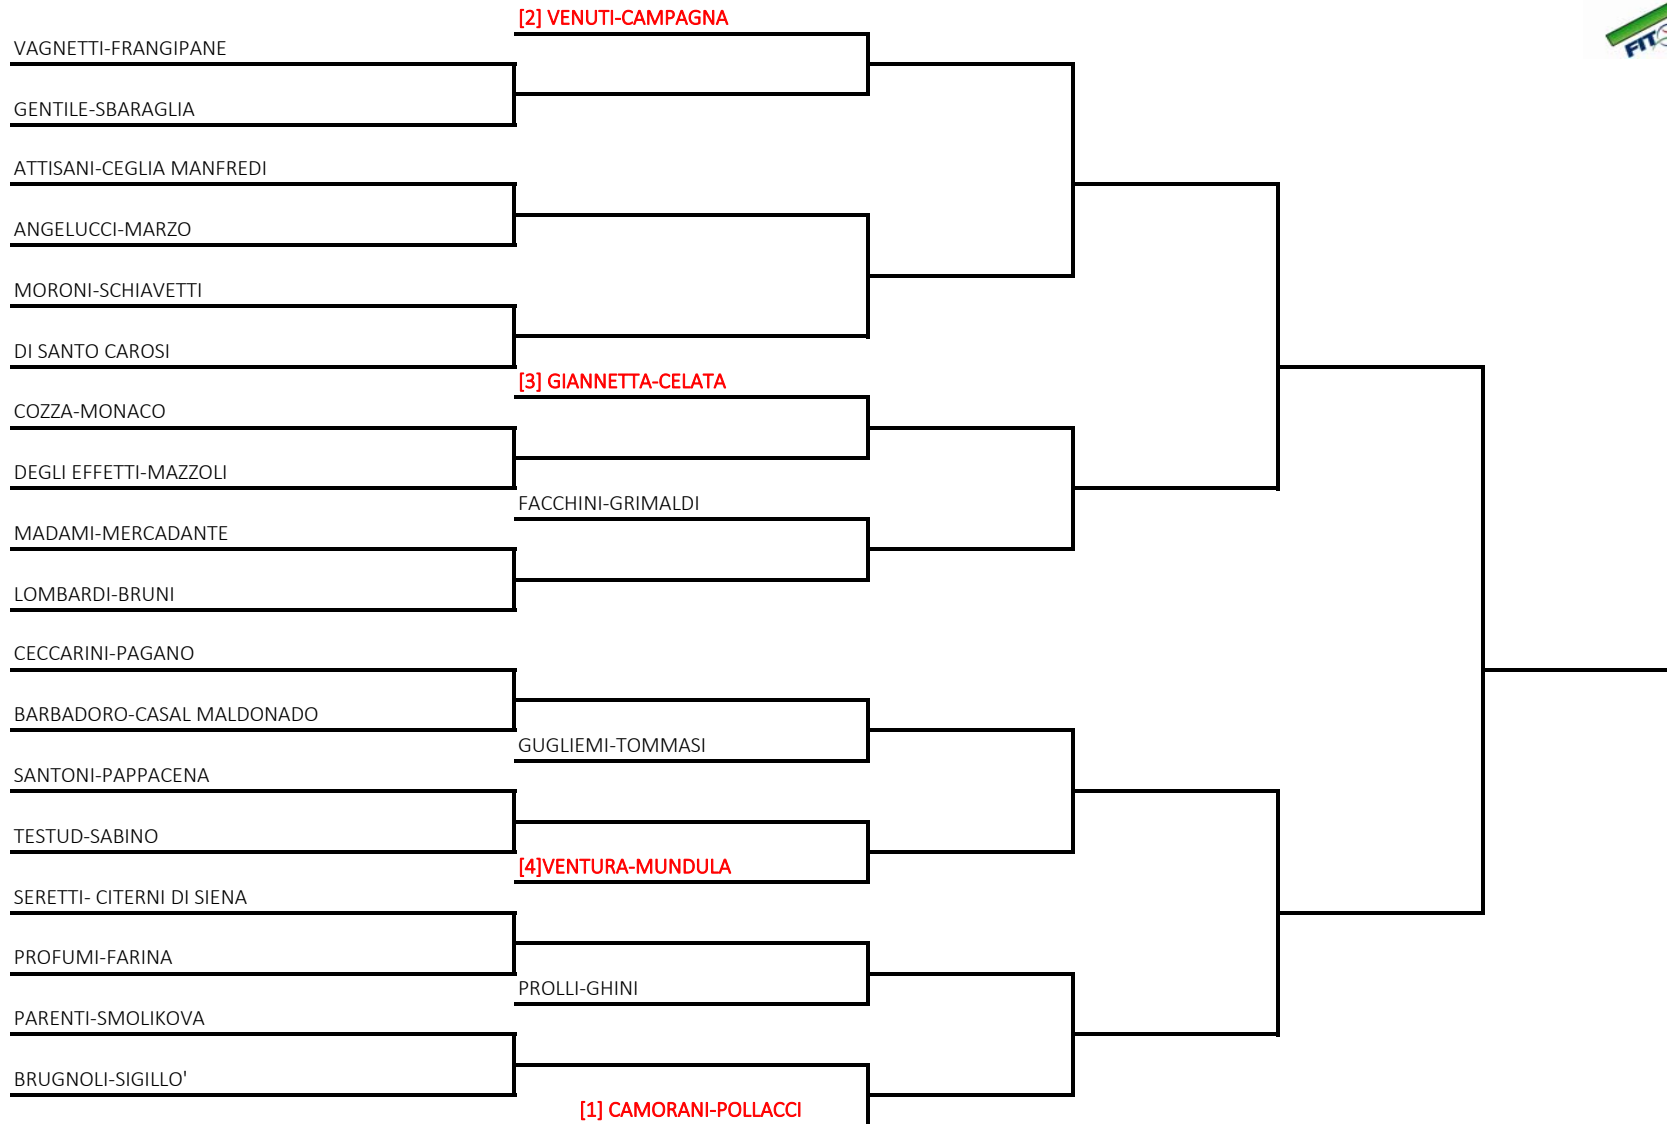 [2] VENUTI-CAMPAGNA
VAGNETTI-FRANGIPANE
GENTILE-SBARAGLIA
ATTISANI-CEGLIA MANFREDI
ANGELUCCI-MARZO
MORONI-SCHIAVETTI
DI SANTO CAROSI
[3] GIANNETTA-CELATA
COZZA-MONACO
DEGLI EFFETTI-MAZZOLI
FACCHINI-GRIMALDI
MADAMI-MERCADANTE
LOMBARDI-BRUNI
CECCARINI-PAGANO
BARBADORO-CASAL MALDONADO
GUGLIEMI-TOMMASI
SANTONI-PAPPACENA
TESTUD-SABINO
[4]VENTURA-MUNDULA
SERETTI- CITERNI DI SIENA
PROFUMI-FARINA
PROLLI-GHINI
PARENTI-SMOLIKOVA
BRUGNOLI-SIGILLO'
[1] CAMORANI-POLLACCI
FIT